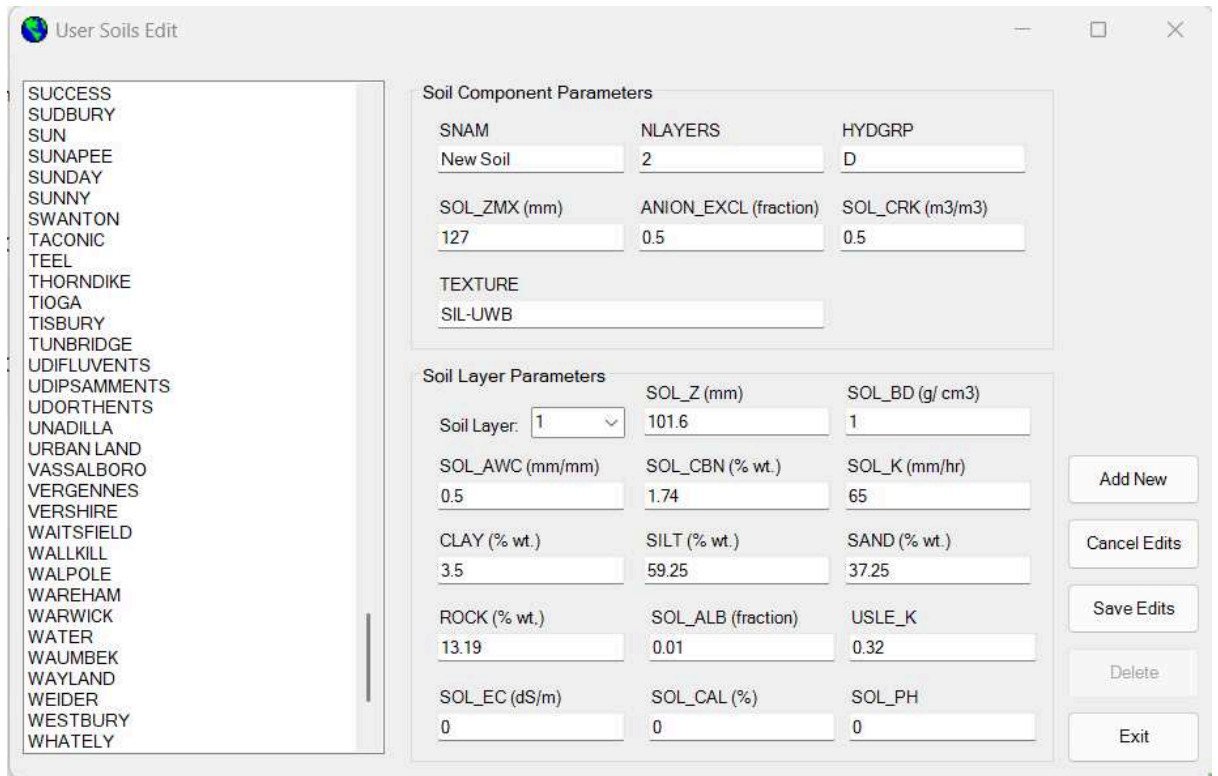 User Soils Edit
SUCCESS
SUDBURY
SUN
SUNAPEE
SUNDAY
SUNNY
SWANTON
TACONIC
TEEL
THORNDIKE
TIOGA
TISBURY
TUNBRIDGE
UDIFLUVENTS
UDIPSAMMENTS
UDORTHENTS
UNADILLA
URBAN LAND
VASSALBORO
VERGENNES
VERSHIRE
WAITSFIELD
WALLKILL
WALPOLE
WAREHAM
WARWICK
WATER
WAUMBEK
WAYLAND
WEIDER
WESTBURY
WHATELY
Soil Component Parameters
SNAM NLAYERS HYDGRP
New Soil 2 D
SOL_ZMX (mm) ANION_EXCL (fraction) SOL_CRK (m3/m3)
127 0.5 0.5
TEXTURE
SIL-UWB
Soil Layer Parameters
SOL_Z (mm) SOL_BD (g/ cm3)
Soil Layer: 1 101.6 1
SOL_AWC (mm/mm) SOL_CBN (% wt.) SOL_K (mm/hr)
0.5 1.74 65
CLAY (% wt.) SILT (% wt.) SAND (% wt.)
3.5 59.25 37.25
ROCK (% wt.) SOL_ALB (fraction) USLE_K
13.19 0.01 0.32
SOL_EC (dS/m) SOL_CAL (%) SOL_PH
0 0 0
Add New
Cancel Edits
Save Edits
Delete
Exit